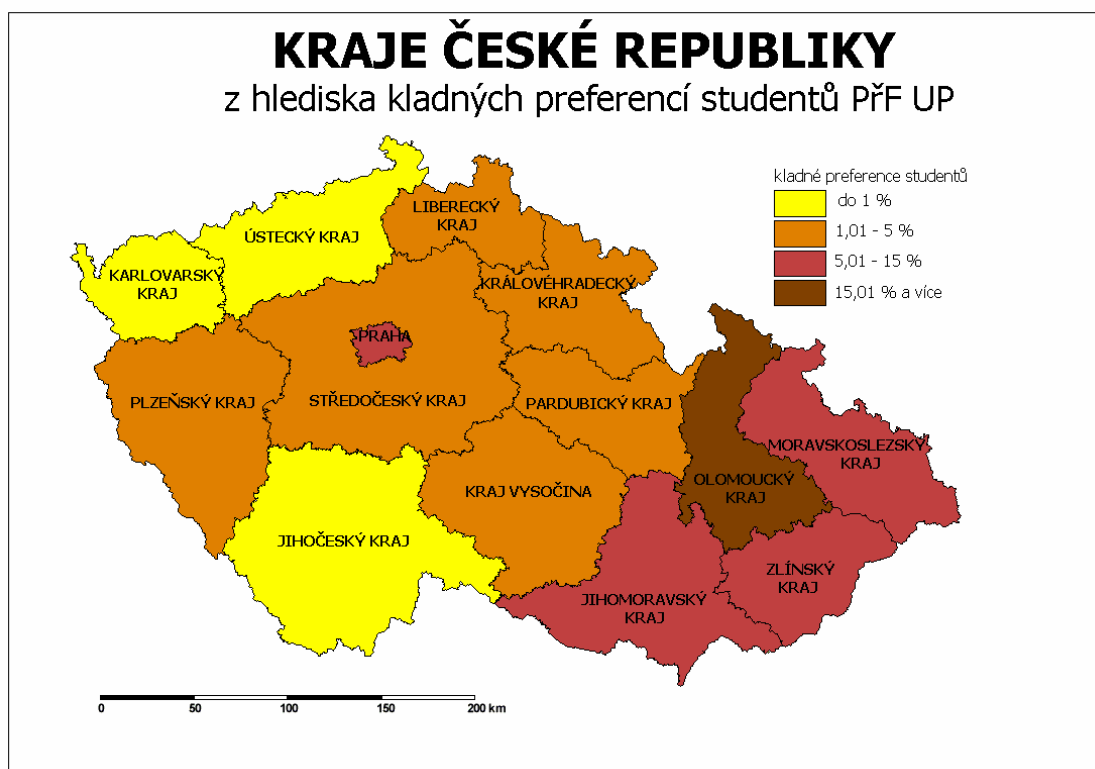 KRAJE ČESKÉ REPUBLIKY
z hlediska kladných preferencí studentů PřF UP
kladné preference studentů
do 1 %
1,01 - 5 %
5,01 - 15 %
15,01 % a více
LIBERECKÝ
KRAJ
ÚSTECKÝ KRAJ
KARLOVARSKÝ
KRAJ
KRÁLOVÉHRADECKÝ
KRAJ
PRAHA
PLZEŇSKÝ KRAJ
STŘEDOČESKÝ KRAJ
PARDUBICKÝ KRAJ
MORAVSKOSLEZSKÝ
KRAJ
OLOMOUCKÝ
KRAJ
KRAJ VYSOČINA
JIHOČESKÝ KRAJ
ZLÍNSKÝ
KRAJ
JIHOMORAVSKÝ
KRAJ
0 50 100 150 200 km